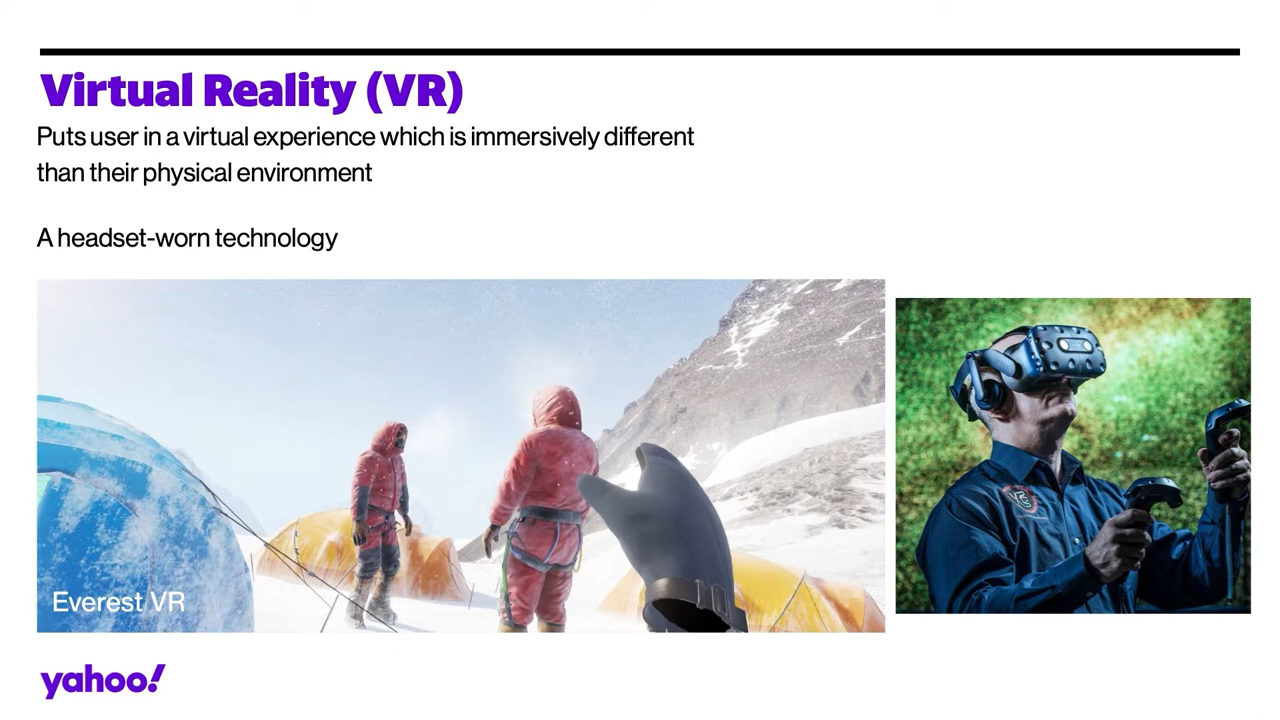 Virtual Reality (VR)
Puts user in a virtual experience which is immersively different
than their physical environment
A headset-worn technology
Everest VR
yahoo!